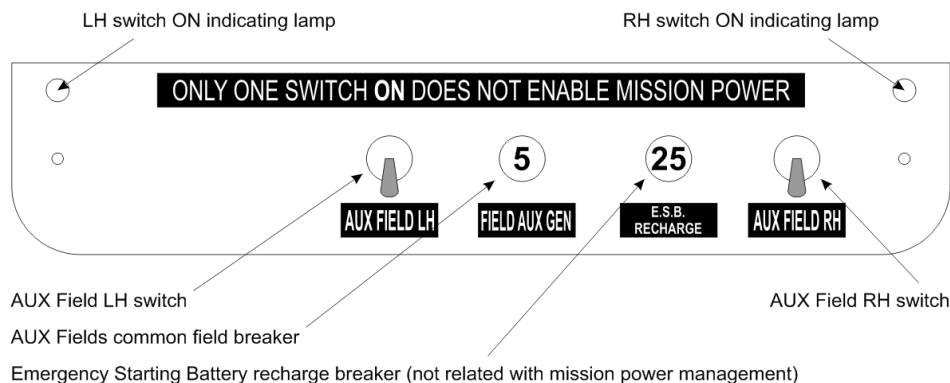 LH switch ON indicating lamp
RH switch ON indicating lamp
ONLY ONE SWITCH ON DOES NOT ENABLE MISSION POWER
5
25
AUX FIELD LH
FIELD AUX GEN
E.S.B.
RECHARGE
AUX FIELD RH
AUX Field LH switch
AUX Field RH switch
AUX Fields common field breaker
Emergency Starting Battery recharge breaker (not related with mission power management)